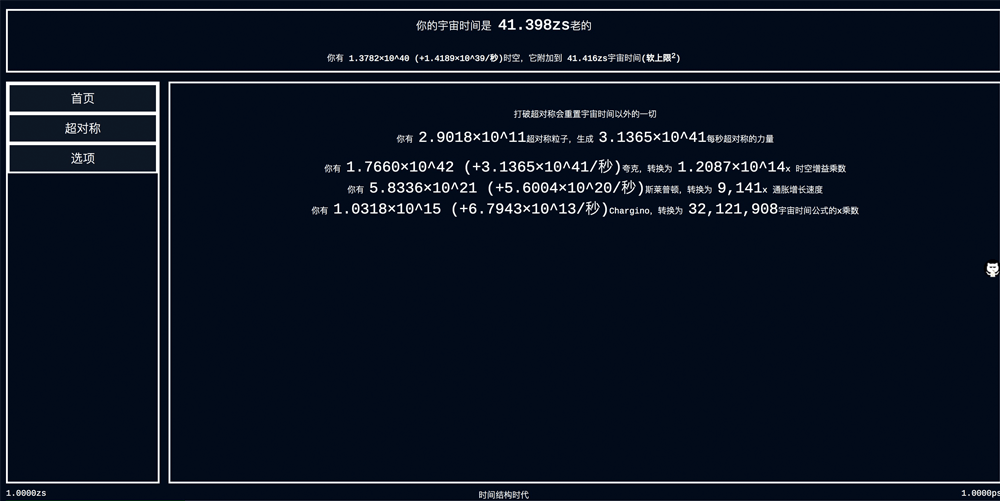 你的宇宙时间是 41.398zs老的
你有 1.3782×10^40 (+1.4189×10^39/秒)时空, 它附加到 41.416zs宇宙时间(软上限2)
首页
超对称
选项
打破超对称会重置宇宙时间以外的一切
你有 2.9018×10^11超对称粒子, 生成 3.1365×10^41每秒超对称的力量
你有 1.7660×10^42 (+3.1365×10^41/秒)夸克, 转换为 1.2087×10^14x 时空增益乘数
你有 5.8336×10^21 (+5.6004×10^20/秒)斯莱普顿, 转换为 9,141x 通胀增长速度
你有 1.0318×10^15 (+6.7943×10^13/秒)Chargino, 转换为 32,121,908宇宙时间公式的x乘数
1.0000zs
时间结构时代
1.0000ps